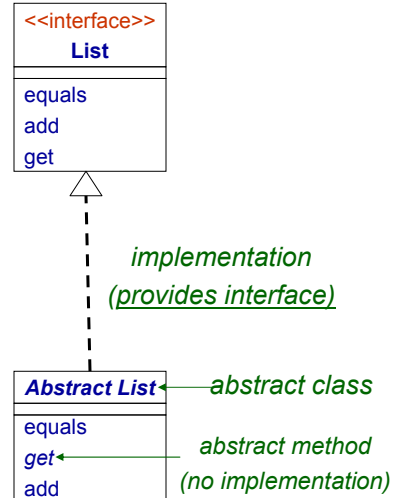 <<interface>>
List
equals
add
get
implementation
(provides interface)
Abstract List
abstract class
equals
get
abstract method
(no implementation)
add